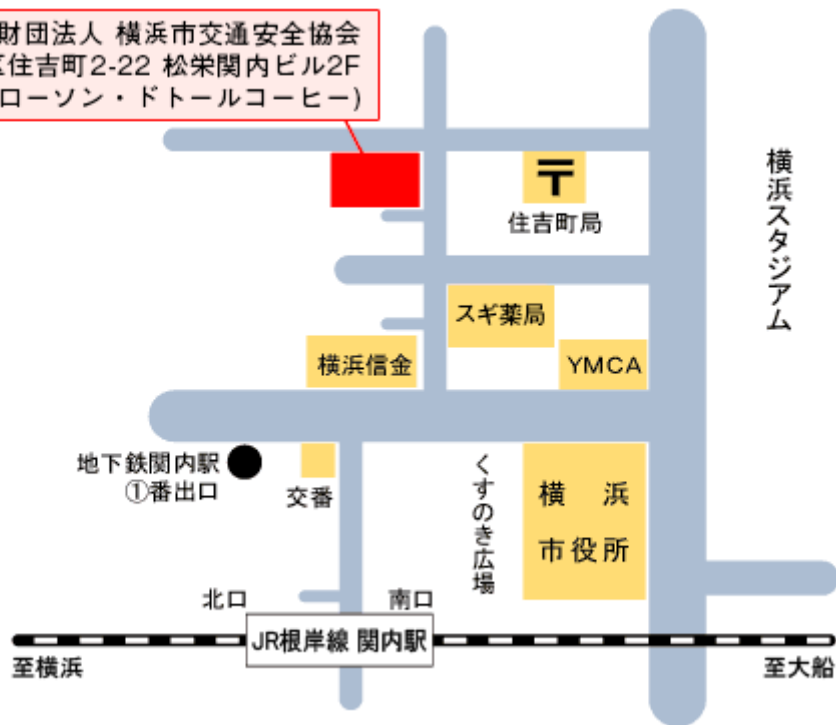 財団法人 横浜市交通安全協会
区住吉町2-22 松栄関内ビル2F
ローソン・ドトールコーヒー)
横浜スタジアム
〒
住吉町局
スギ薬局
横浜信金
YMCA
地下鉄関内駅
①番出口
交番
くすのき広場
横 浜
市役所
北口
南口
JR根岸線 関内駅
至横浜
至大船